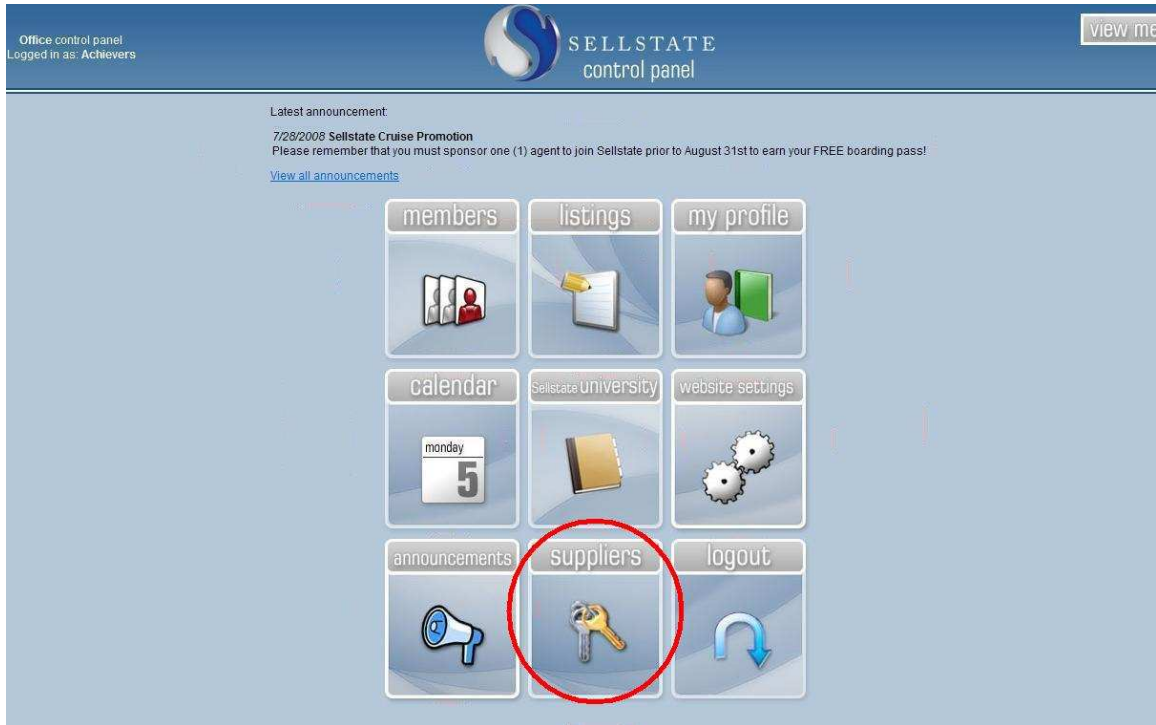 Office control panel
Logged in as: Achievers
SELLSTATE
control panel
view me
Latest announcement:
7/28/2008 Sellstate Cruise Promotion
Please remember that you must sponsor one (1) agent to join Sellstate prior to August 31st to earn your FREE boarding pass!
View all announcements
members
listings
my profile
calendar
Sellstate university
website settings
monday
5
announcements
suppliers
logout